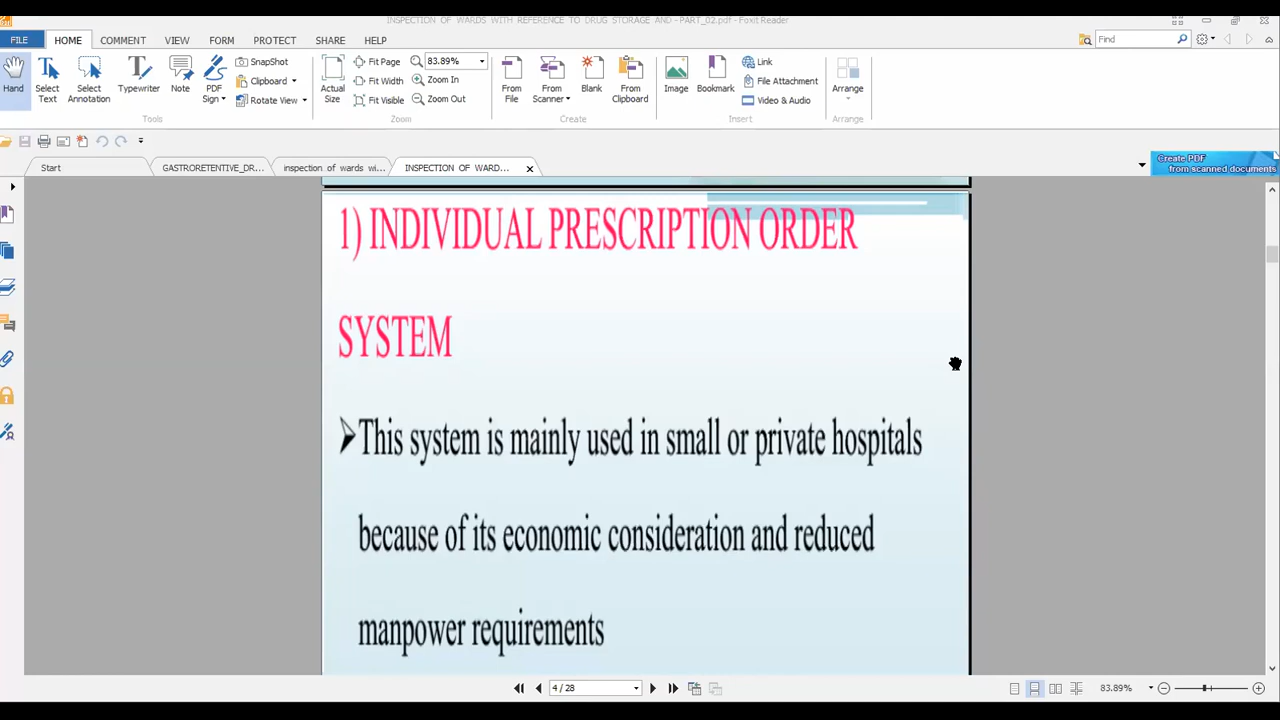 INSPECTION OF WARDS WITH REFERENCE TO DRUG STORAGE AND - PART_02.pdf - Foxit Reader
FILE HOME COMMENT VIEW FORM PROTECT SHARE HELP Find
Hand
Select Text
Select Annotation
Typewriter
Note
PDF Sign
SnapShot
Clipboard
Rotate View
Tools
Actual Size
Fit Page
Fit Width
Fit Visible
83.89%
Zoom In
Zoom Out
Zoom
From File
From Scanner
Blank
From Clipboard
Create
Image
Bookmark
Link
File Attachment
Video & Audio
Insert
Arrange
Arrange
Start GASTRORETENTIVE_DR... inspection of wards wi... INSPECTION OF WARD...
Create PDF
from scanned documents
1) INDIVIDUAL PRESCRIPTION ORDER
SYSTEM
This system is mainly used in small or private hospitals
because of its economic consideration and reduced
manpower requirements
4 / 28
83.89%